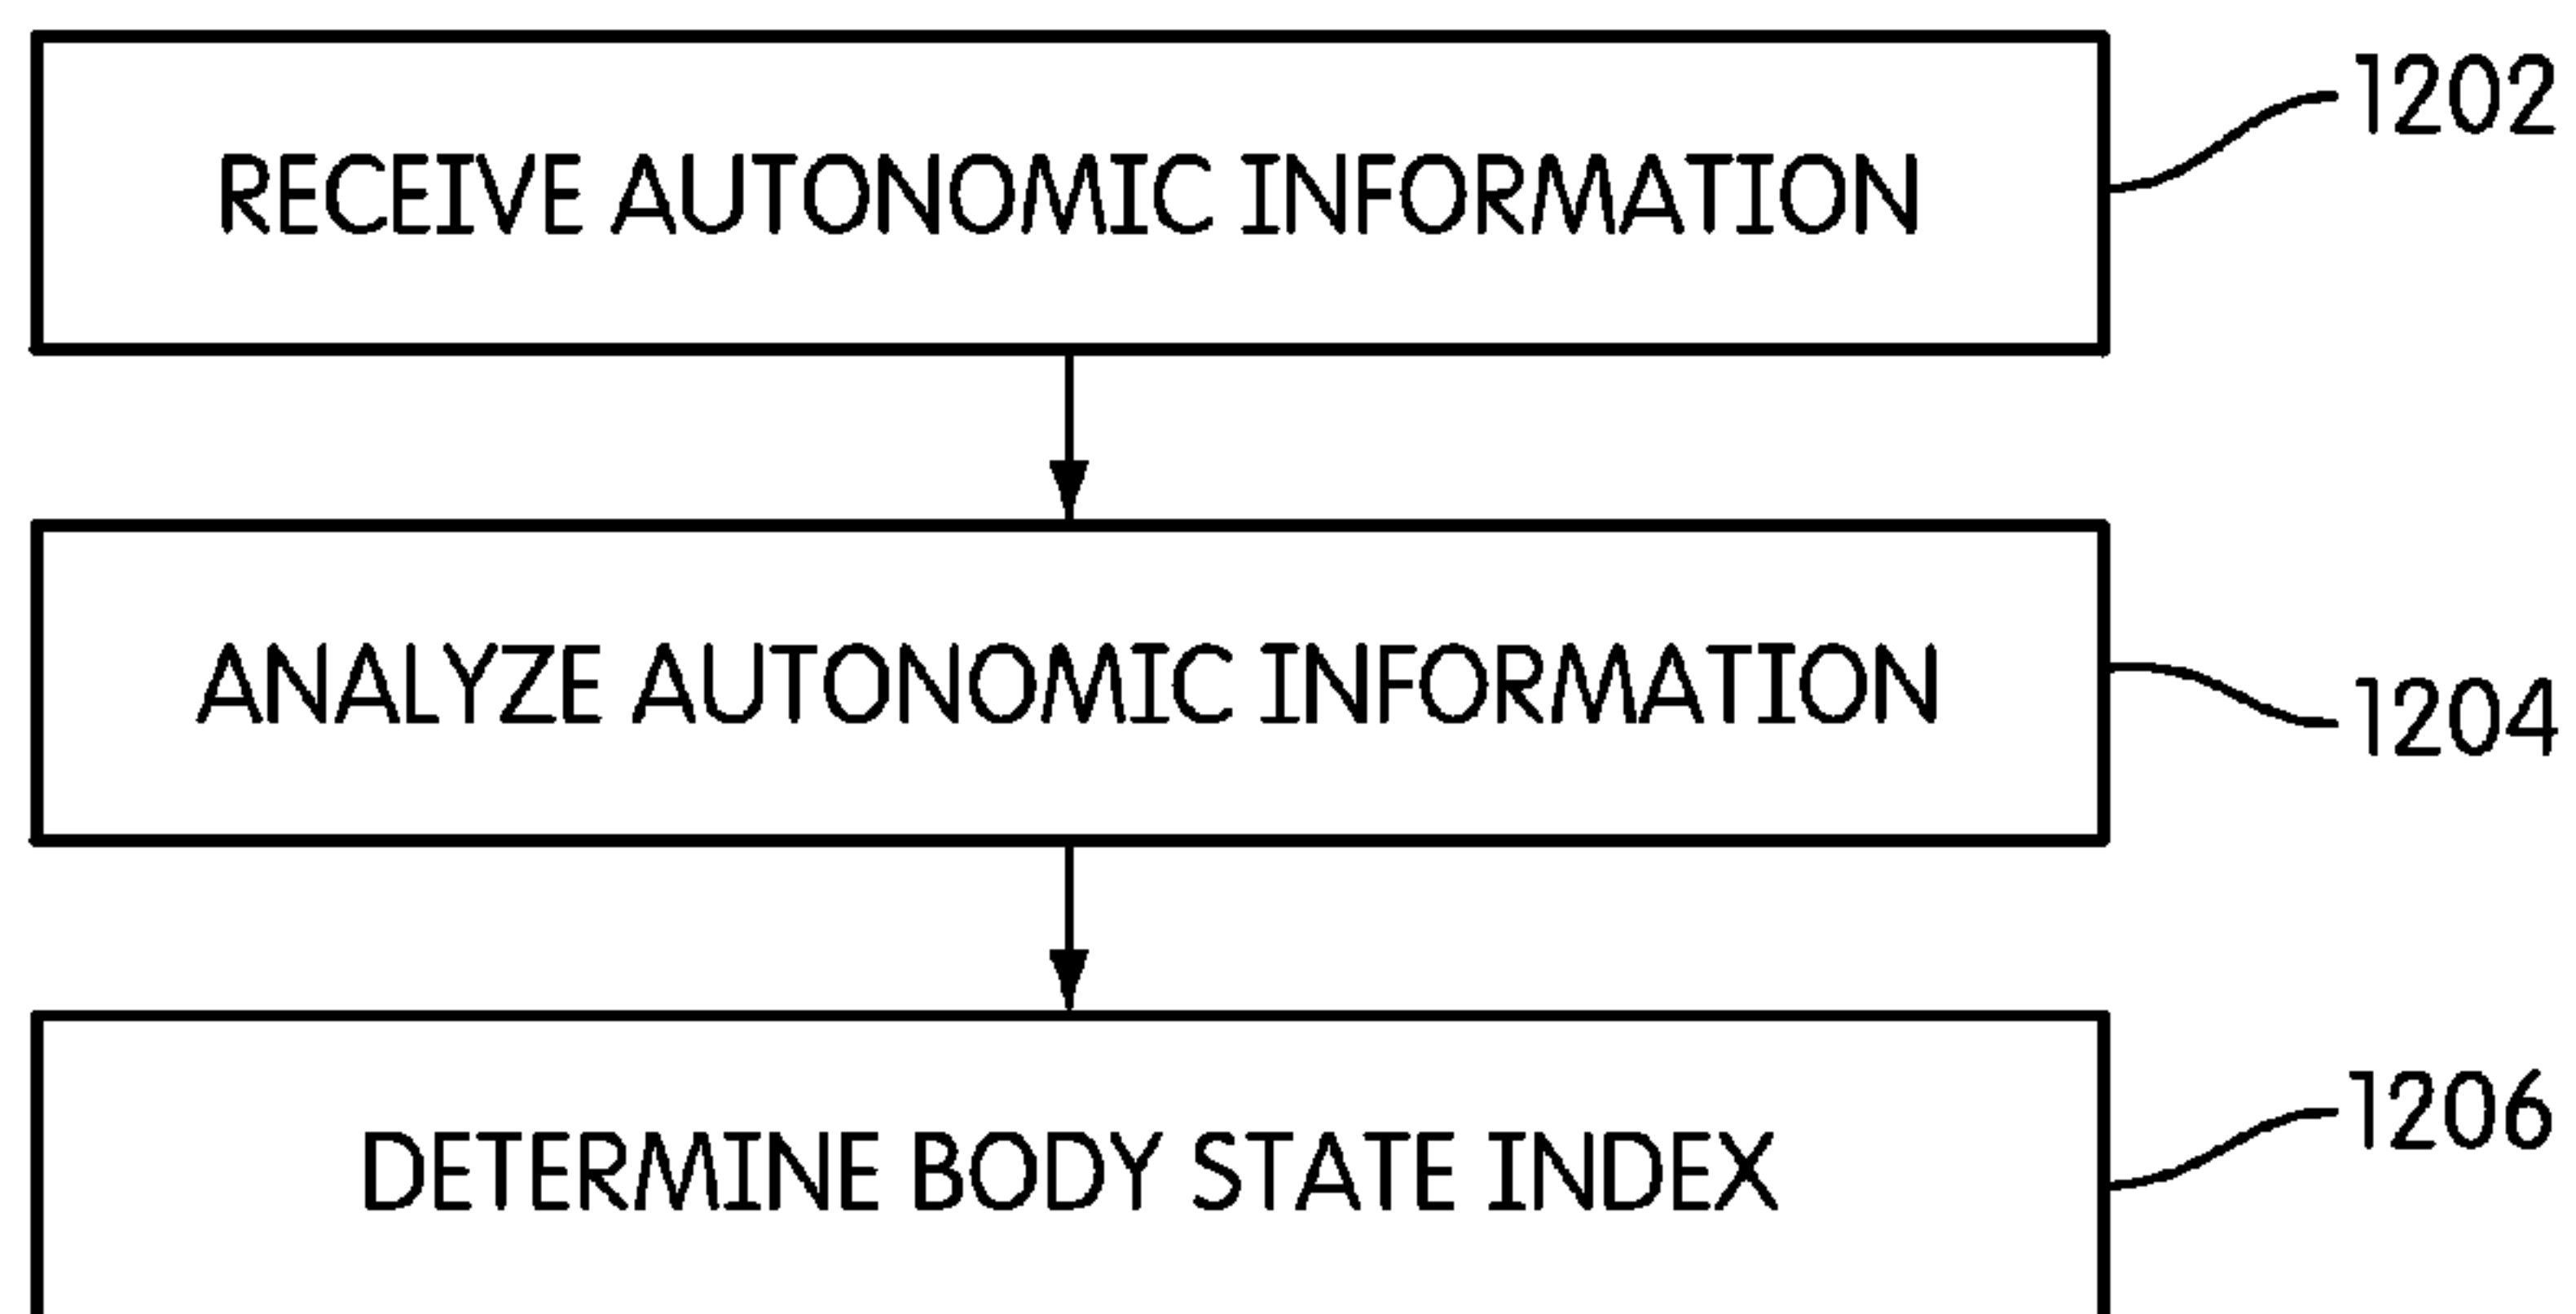 RECEIVE AUTONOMIC INFORMATION
1202
ANALYZE AUTONOMIC INFORMATION
1204
DETERMINE BODY STATE INDEX
1206